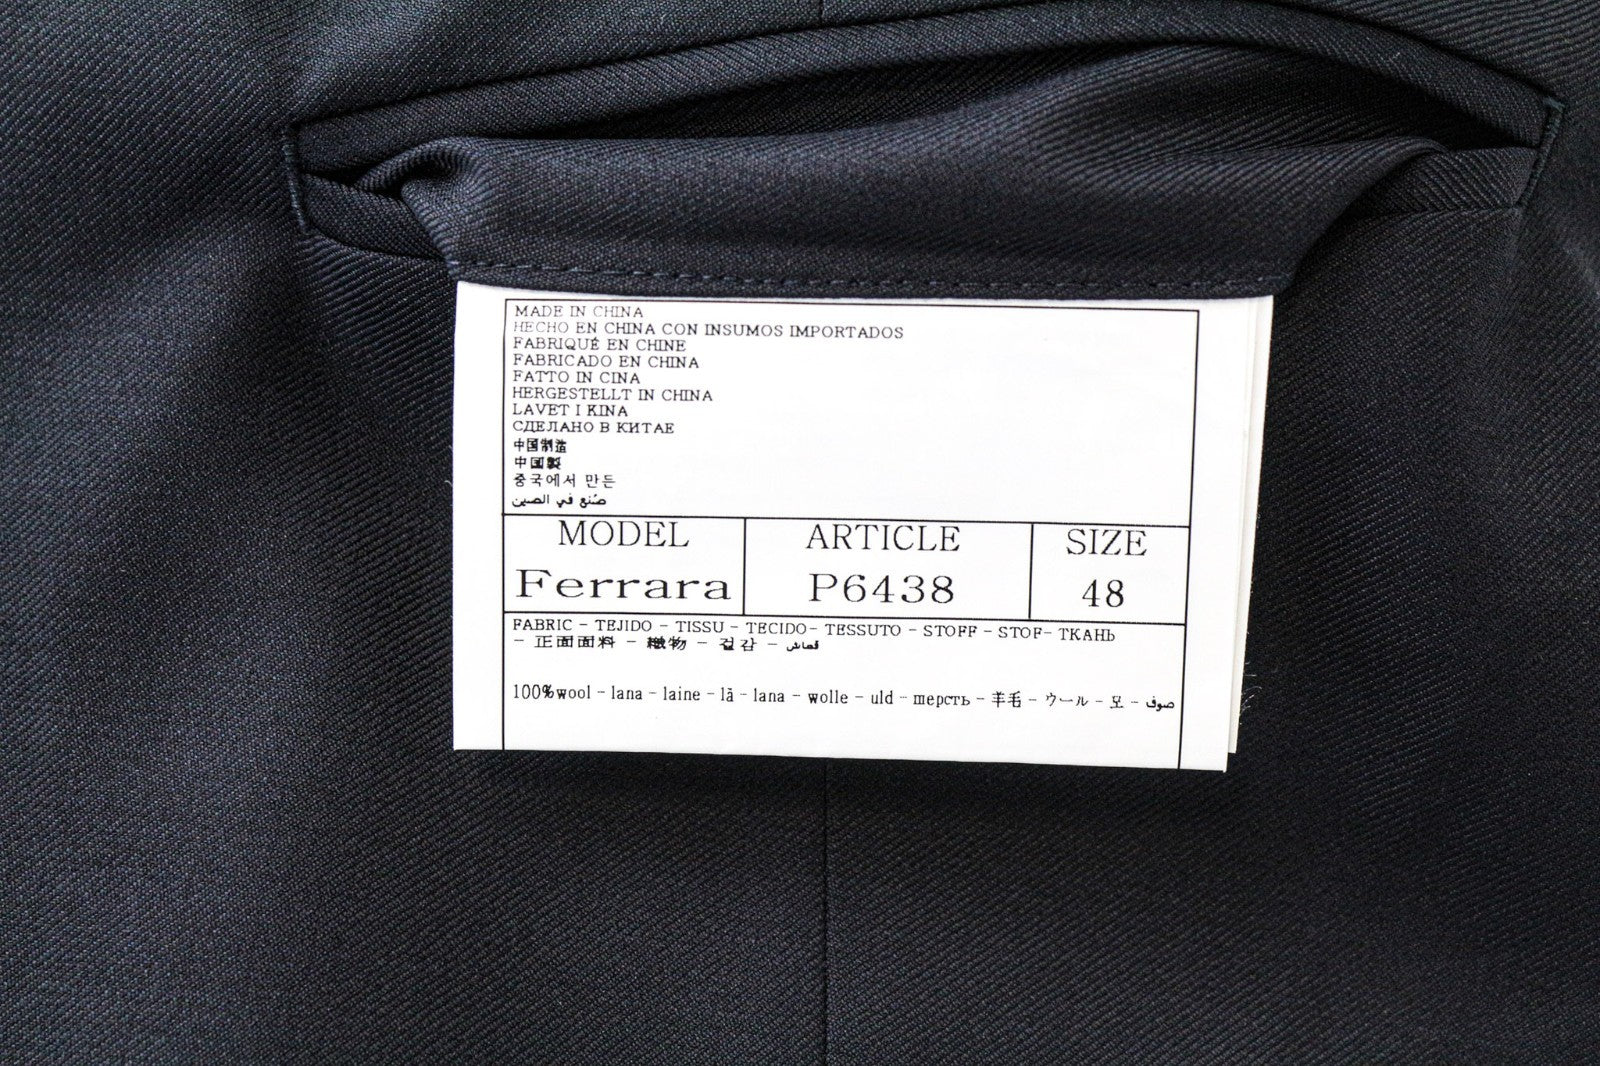 MADE IN CHINA
HECHO EN CHINA CON INSUMOS IMPORTADOS
FABRIQUÉ EN CHINE
FABRICADO EN CHINA
FATTO IN CINA
HERGESTELLT IN CHINA
LAVET I KINA
СДЕЛАНО В КИТАЕ
中国制造
中国製
중국에서 만든
صُنع في الصين
MODEL ARTICLE SIZE
Ferrara P6438 48
FABRIC - TEJIDO - TISSU - TECIDO- TESSUTO - STOFF - STOF- ТКАНЬ
- 正面面料 - 織物 - 겉감 - قماش
100%wool - lana - laine - lã - lana - wolle - uld - шерсть - 羊毛 - ウール - 모 - صوف